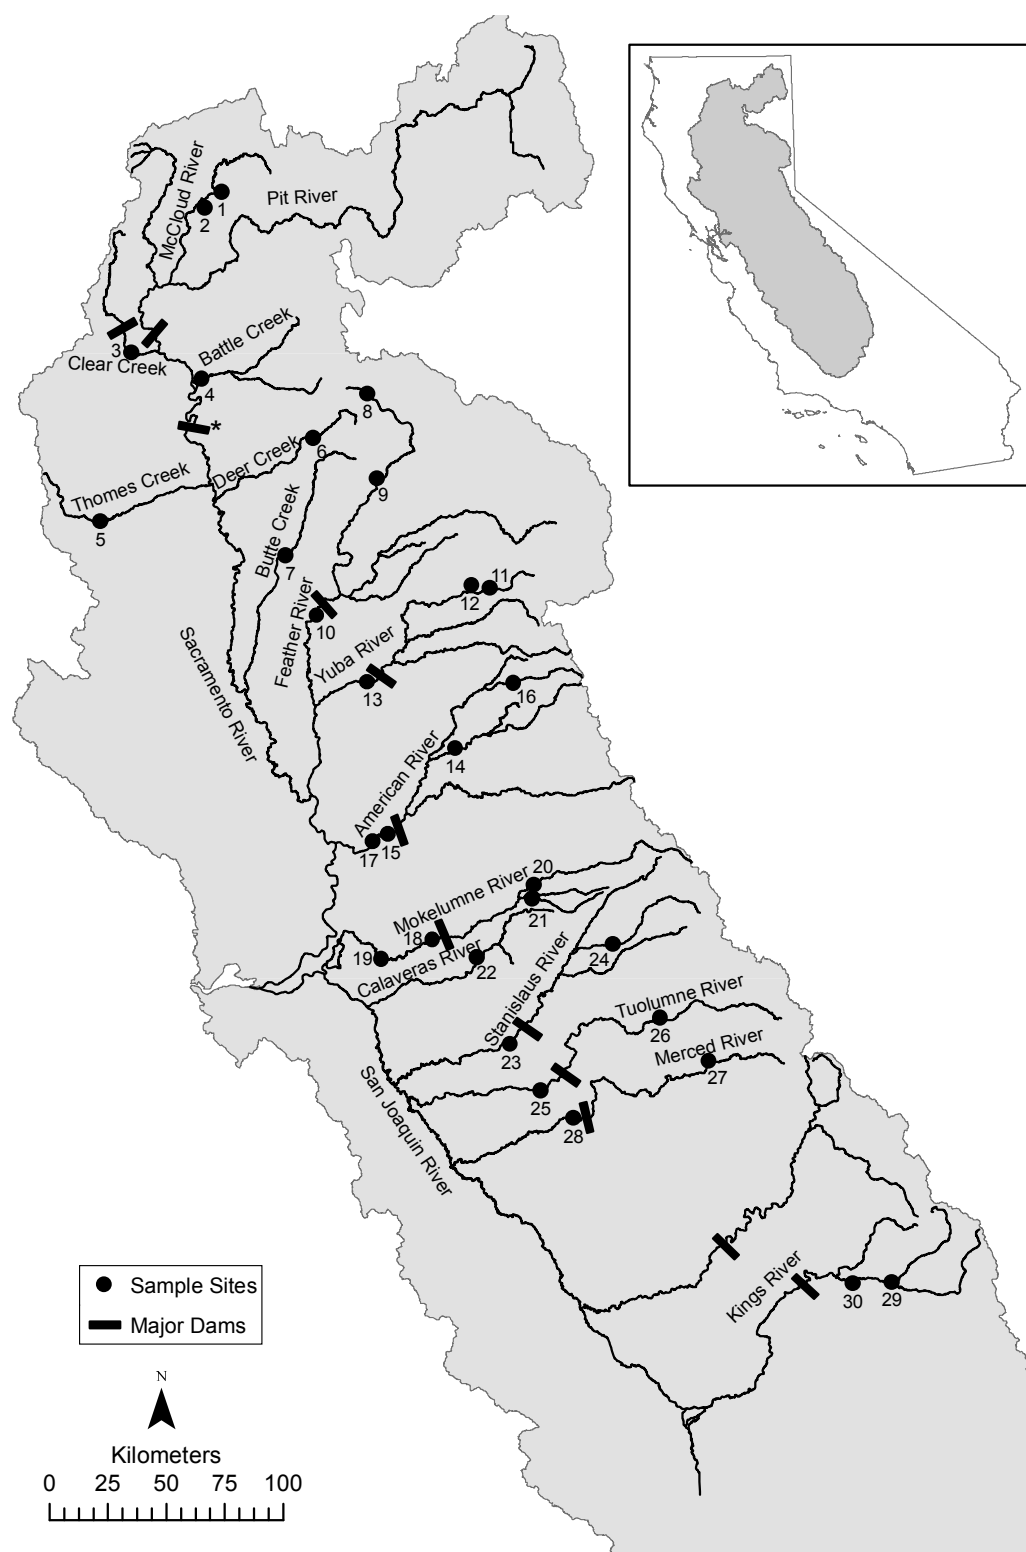 McCloud River
1
2
Pit River
3
Clear Creek
Battle Creek
4
*
8
6
Deer Creek
Thomes Creek
5
9
Butte Creek
7
11
12
Feather River
10
Yuba River
13
Sacramento River
16
14
American River
15
17
20
Mokelumne River
21
18
19
Calaveras River
22
Stanislaus River
24
Tuolumne River
26
23
Merced River
27
San Joaquin River
25
28
Kings River
30
29
Sample Sites
Major Dams
N
Kilometers
0 25 50 75 100